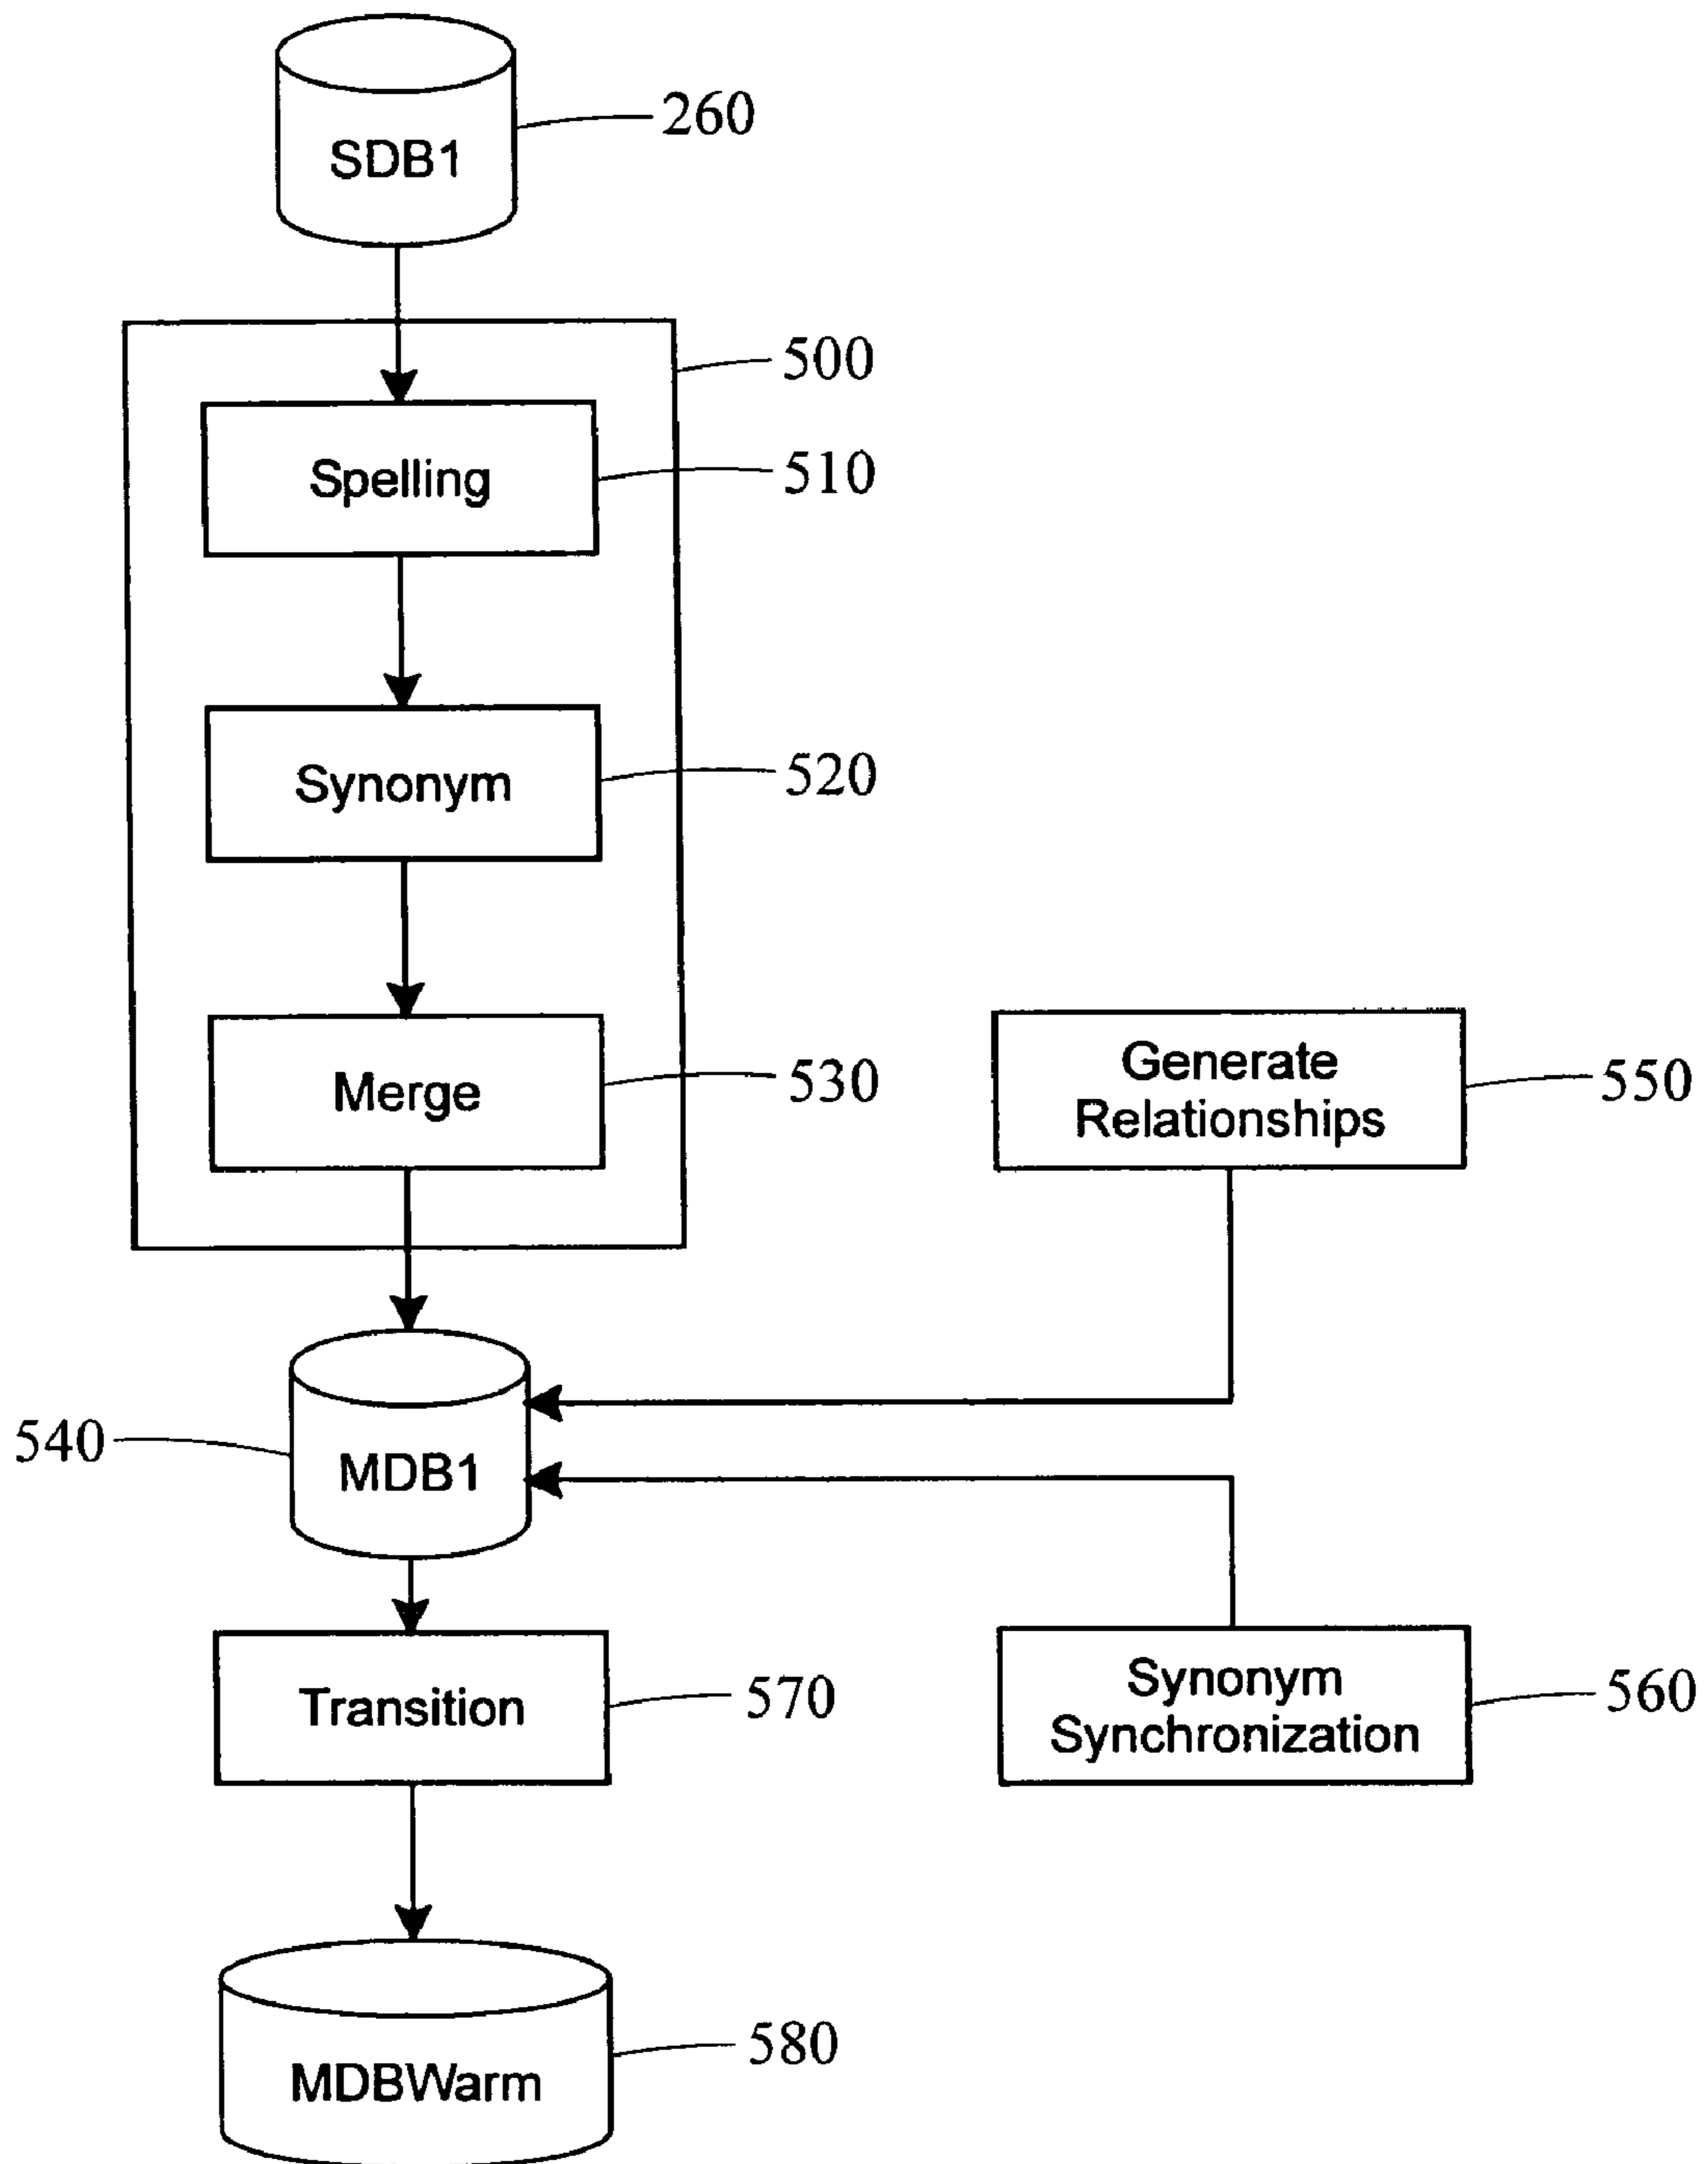 260
SDB1
500
Spelling
510
Synonym
520
Merge
530
Generate
Relationships
550
540
MDB1
Transition
570
Synonym
Synchronization
560
MDBWarm
580